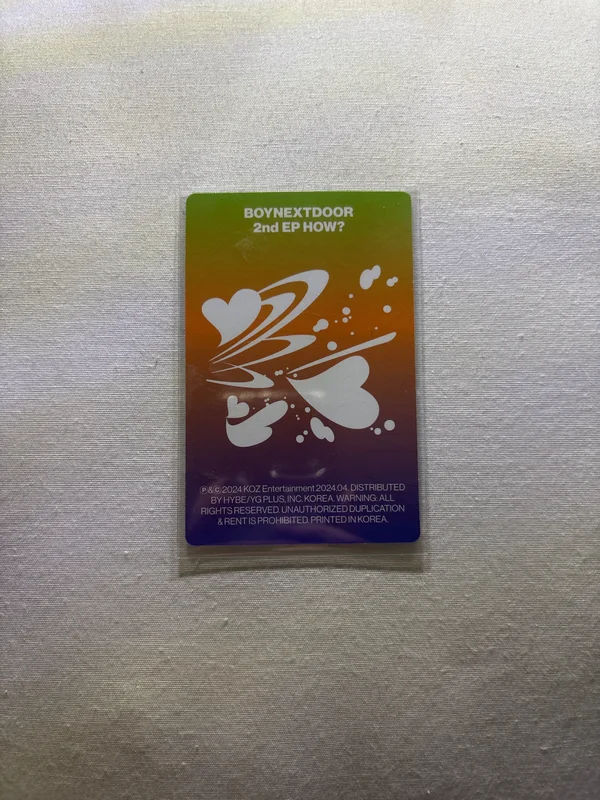 BOYNEXTDOOR
2nd EP HOW?
Ⓟ & © 2024 KOZ Entertainment 2024.04. DISTRIBUTED
BY HYBE/YG PLUS, INC. KOREA. WARNING: ALL
RIGHTS RESERVED. UNAUTHORIZED DUPLICATION
& RENT IS PROHIBITED. PRINTED IN KOREA.